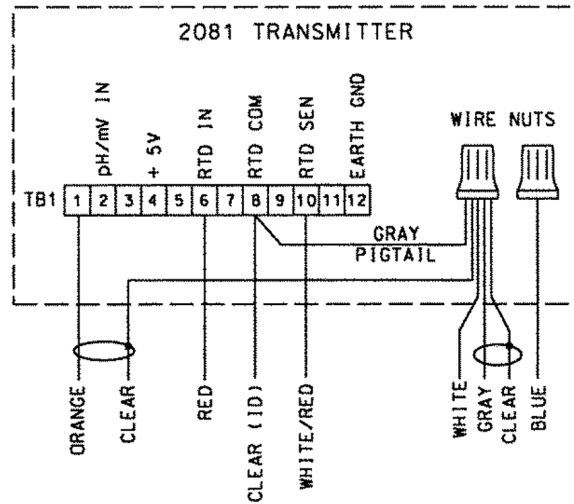 2081 TRANSMITTER
pH/mV IN
+ 5V
RTD IN
RTD COM
RTD SEN
EARTH GND
WIRE NUTS
TB1 1 2 3 4 5 6 7 8 9 10 11 12
GRAY
PIGTAIL
ORANGE
CLEAR
RED
CLEAR (ID)
WHITE/RED
WHITE
GRAY
CLEAR
BLUE